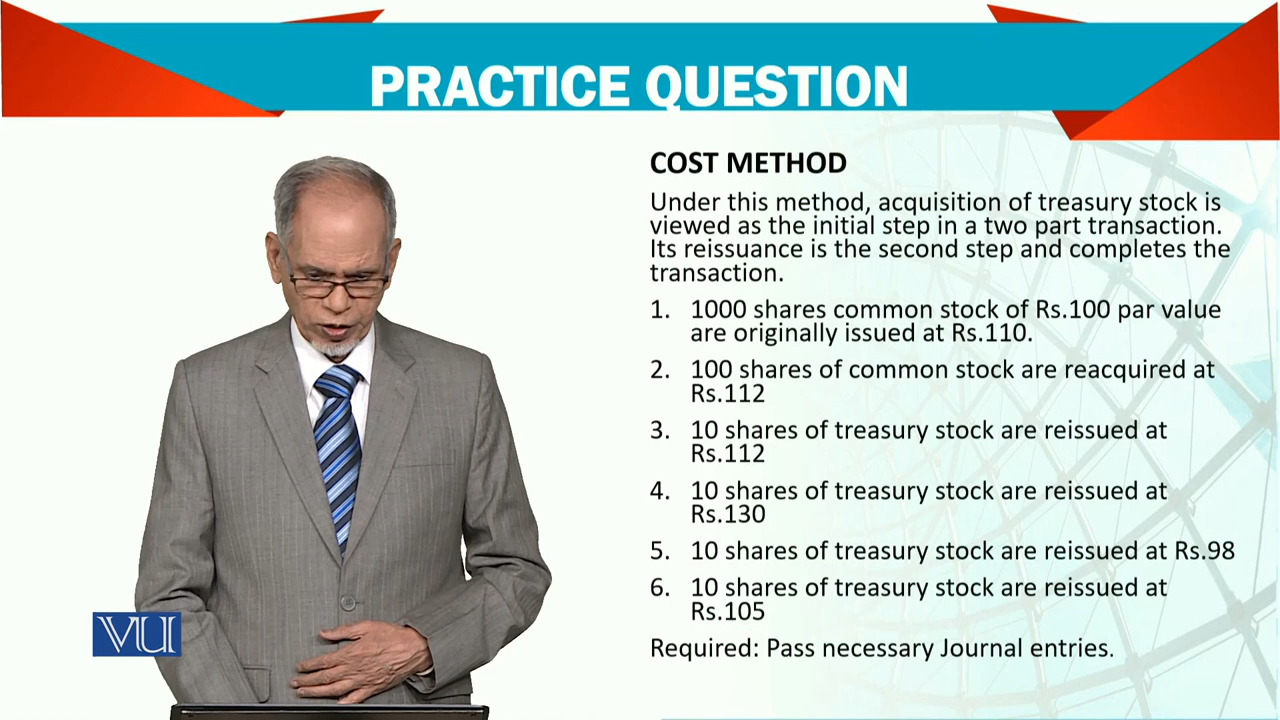 PRACTICE QUESTION
COST METHOD
Under this method, acquisition of treasury stock is
viewed as the initial step in a two part transaction.
Its reissuance is the second step and completes the
transaction.
1. 1000 shares common stock of Rs.100 par value
are originally issued at Rs.110.
2. 100 shares of common stock are reacquired at
Rs.112
3. 10 shares of treasury stock are reissued at
Rs.112
4. 10 shares of treasury stock are reissued at
Rs.130
5. 10 shares of treasury stock are reissued at Rs.98
6. 10 shares of treasury stock are reissued at
Rs.105
Required: Pass necessary Journal entries.
VU